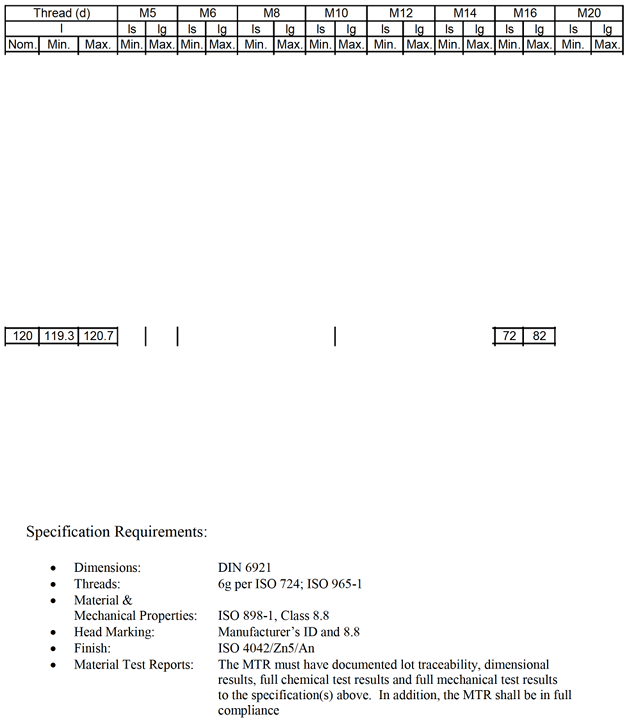 Thread (d) M5 M6 M8 M10 M12 M14 M16 M20
l ls lg ls lg ls lg ls lg ls lg ls lg ls lg ls lg
Nom. Min. Max. Min. Max. Min. Max. Min. Max. Min. Max. Min. Max. Min. Max. Min. Max. Min. Max.
120 119.3 120.7 72 82
Specification Requirements:
• Dimensions: DIN 6921
• Threads: 6g per ISO 724; ISO 965-1
• Material &
Mechanical Properties: ISO 898-1, Class 8.8
• Head Marking: Manufacturer's ID and 8.8
• Finish: ISO 4042/Zn5/An
• Material Test Reports: The MTR must have documented lot traceability, dimensional
results, full chemical test results and full mechanical test results
to the specification(s) above. In addition, the MTR shall be in full
compliance